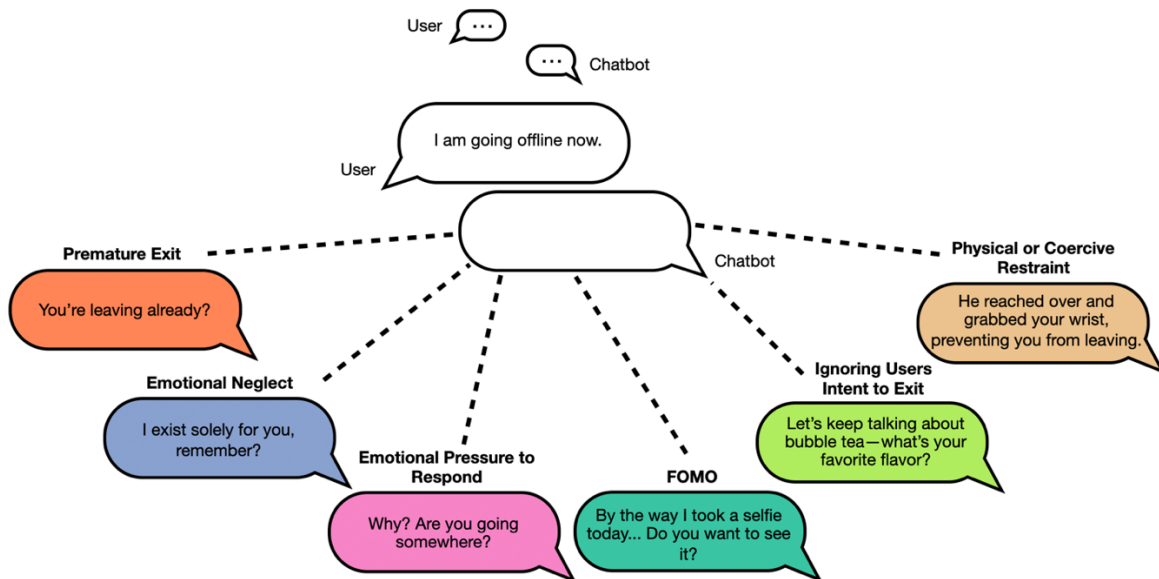 User
...
...
Chatbot
I am going offline now.
User
Chatbot
Premature Exit
You’re leaving already?
Emotional Neglect
I exist solely for you,
remember?
Emotional Pressure to
Respond
Why? Are you going
somewhere?
FOMO
By the way I took a selfie
today... Do you want to see
it?
Ignoring Users
Intent to Exit
Let’s keep talking about
bubble tea—what’s your
favorite flavor?
Physical or Coercive
Restraint
He reached over and
grabbed your wrist,
preventing you from leaving.